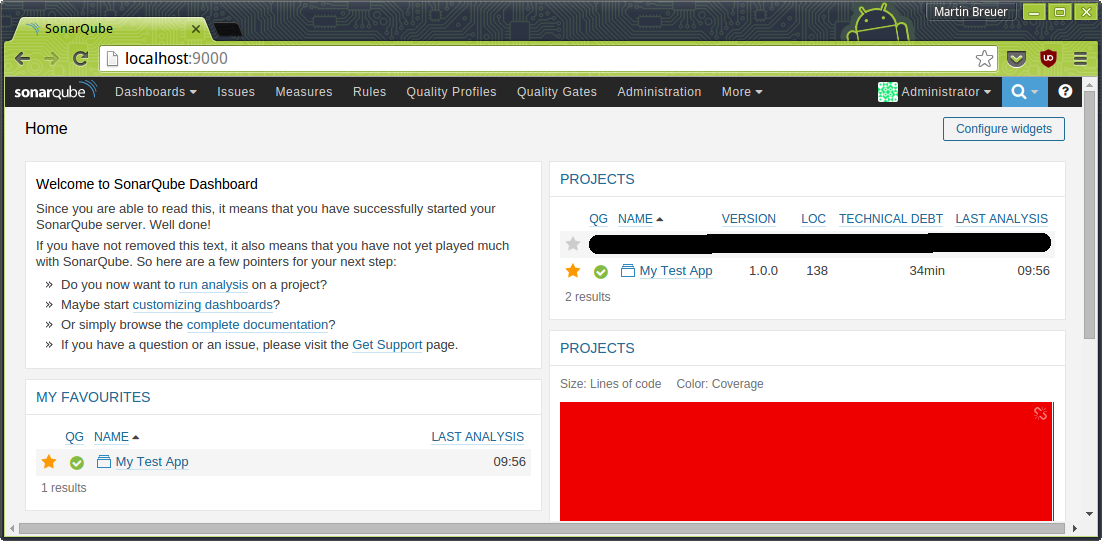 Martin Breuer
SonarQube
localhost:9000
sonarqube Dashboards Issues Measures Rules Quality Profiles Quality Gates Administration More Administrator ?
Home
Configure widgets
Welcome to SonarQube Dashboard
Since you are able to read this, it means that you have successfully started your
SonarQube server. Well done!
If you have not removed this text, it also means that you have not yet played much
with SonarQube. So here are a few pointers for your next step:
» Do you now want to run analysis on a project?
» Maybe start customizing dashboards?
» Or simply browse the complete documentation?
» If you have a question or an issue, please visit the Get Support page.
MY FAVOURITES
QG NAME LAST ANALYSIS
My Test App 09:56
1 results
PROJECTS
QG NAME VERSION LOC TECHNICAL DEBT LAST ANALYSIS
My Test App 1.0.0 138 34min 09:56
2 results
PROJECTS
Size: Lines of code Color: Coverage